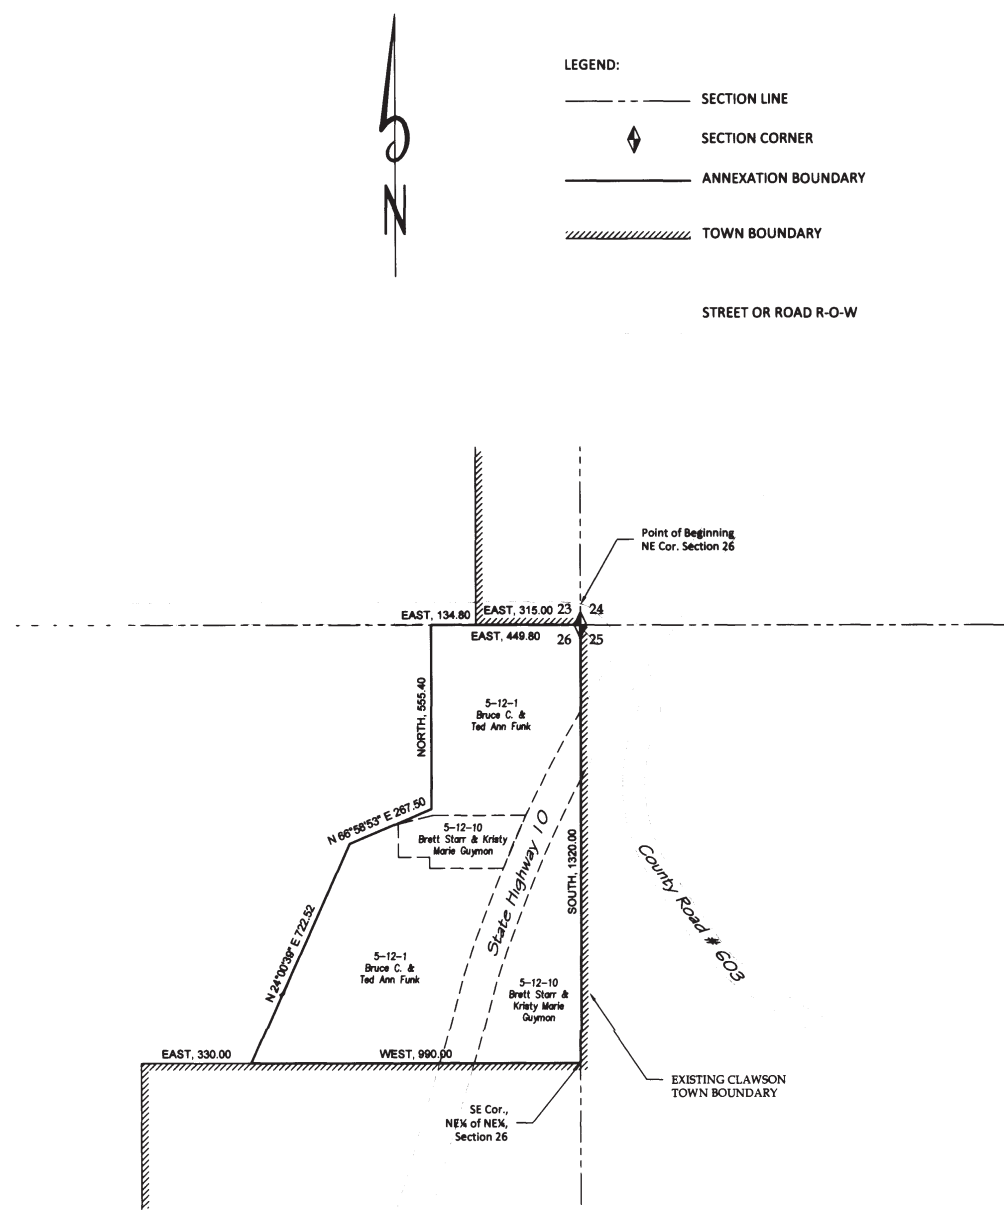 N
LEGEND:
SECTION LINE
SECTION CORNER
ANNEXATION BOUNDARY
TOWN BOUNDARY
STREET OR ROAD R-O-W
Point of Beginning
NE Cor. Section 26
EAST, 134.80
EAST, 315.00
23
24
EAST, 449.80
26
25
NORTH, 555.40
5-12-1
Bruce C. &
Ted Ann Funk
N 66°58'53" E 267.50
5-12-10
Brett Starr & Kristy
Marie Guymon
State Highway 10
SOUTH, 1320.00
County Road # 603
N 24°00'39" E 722.52
5-12-1
Bruce C. &
Ted Ann Funk
5-12-10
Brett Starr &
Kristy Marie
Guymon
EAST, 330.00
WEST, 990.00
EXISTING CLAWSON
TOWN BOUNDARY
SE Cor.,
NE¼ of NE¼,
Section 26